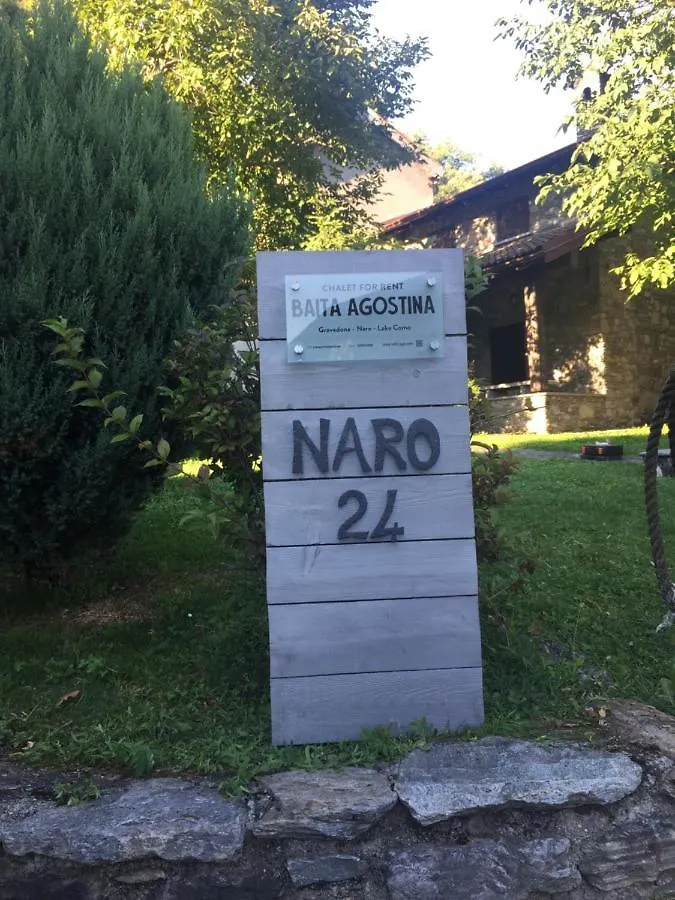 CHALET FOR RENT
BAITA AGOSTINA
Gravedona - Naro - Lake Como
NARO
24